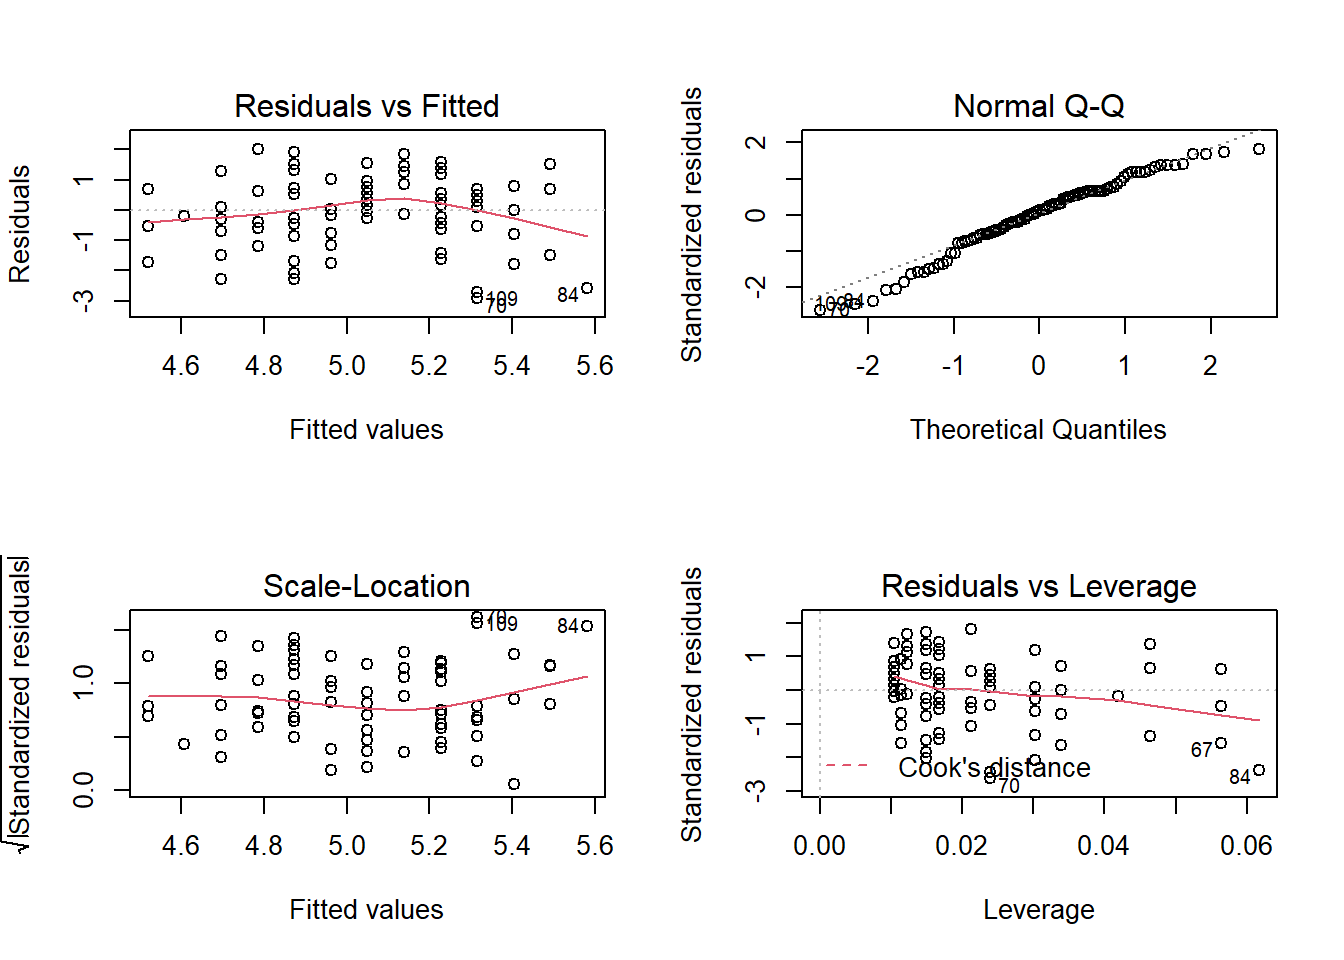 Residuals vs Fitted
Residuals
1
-1
-3
109
70
84
4.6 4.8 5.0 5.2 5.4 5.6
Fitted values
Normal Q-Q
Standardized residuals
2
0
-2
109
84
70
-2 -1 0 1 2
Theoretical Quantiles
Scale-Location
√|Standardized residuals|
1.0
0.0
70
109
84
4.6 4.8 5.0 5.2 5.4 5.6
Fitted values
Residuals vs Leverage
Standardized residuals
1
-1
-3
67
Cook's distance
84
70
0.00 0.02 0.04 0.06
Leverage